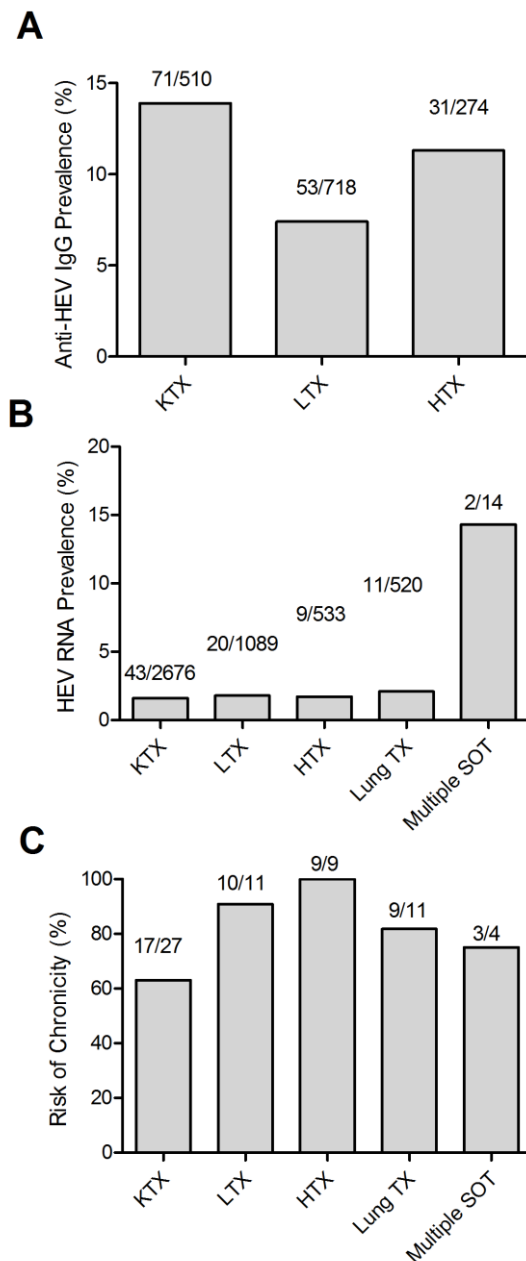 A
Anti-HEV IgG Prevalence (%)
15
10
5
0
71/510
53/718
31/274
KTX
LTX
HTX
B
HEV RNA Prevalence (%)
20
15
10
5
0
43/2676
20/1089
9/533
11/520
2/14
KTX
LTX
HTX
Lung TX
Multiple SOT
C
Risk of Chronicity (%)
100
80
60
40
20
0
17/27
10/11
9/9
9/11
3/4
KTX
LTX
HTX
Lung TX
Multiple SOT